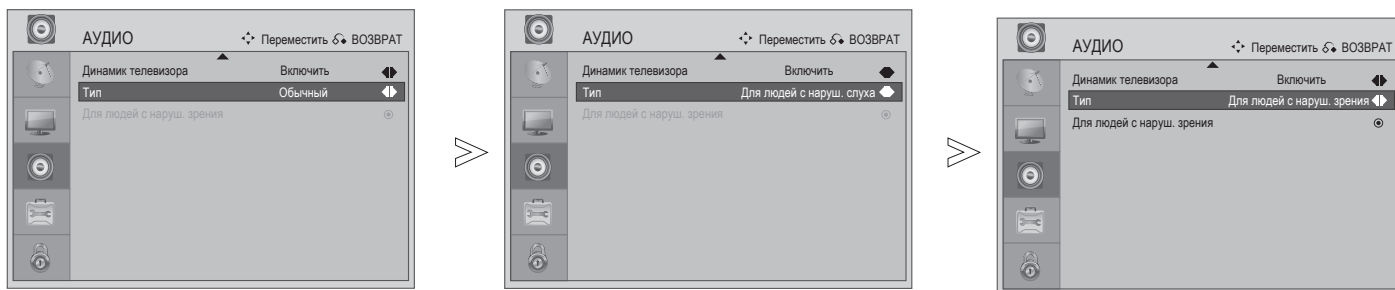 АУДИО
Переместить ВОЗВРАТ
Динамик телевизора Включить
Тип Обычный
Для людей с наруш. зрения
АУДИО
Переместить ВОЗВРАТ
Динамик телевизора Включить
Тип Для людей с наруш. слуха
Для людей с наруш. зрения
АУДИО
Переместить ВОЗВРАТ
Динамик телевизора Включить
Тип Для людей с наруш. зрения
Для людей с наруш. зрения